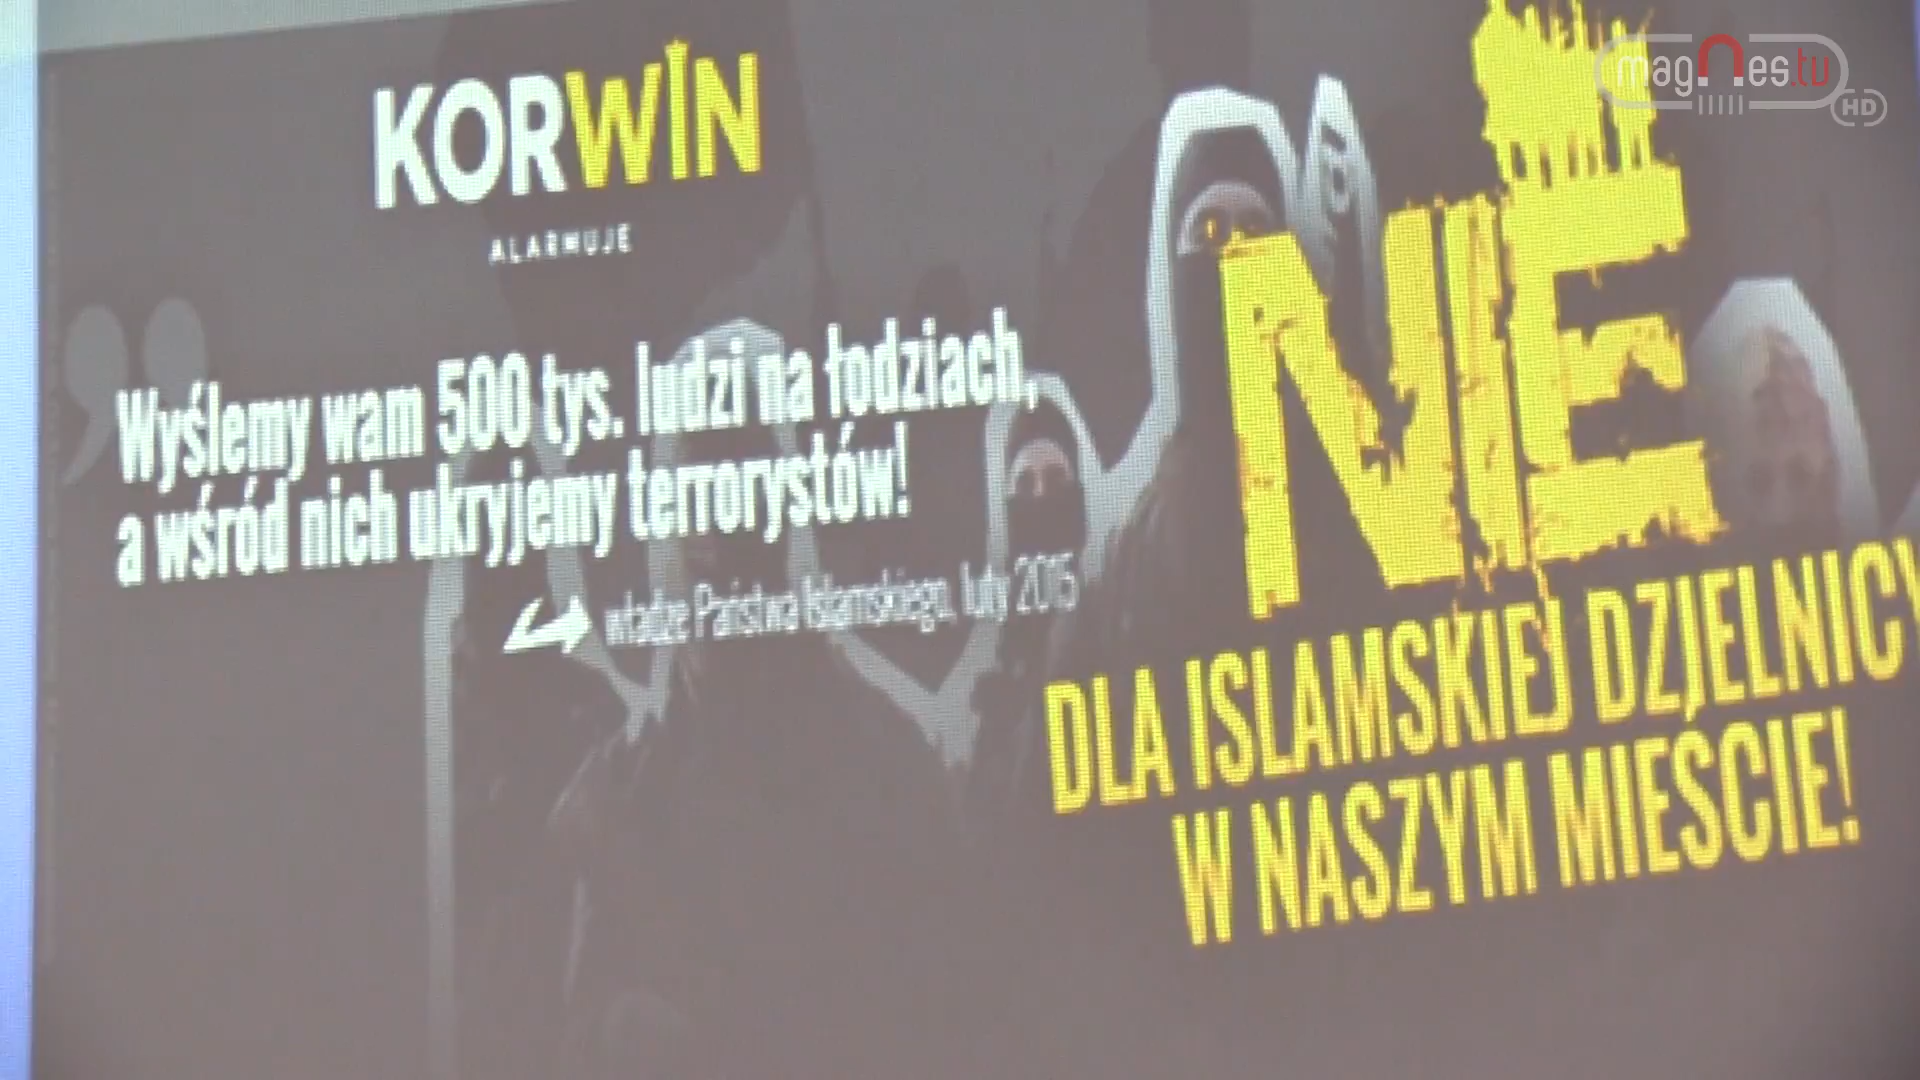 KORWIN
ALARMUJE
Wyślemy wam 500 tys. ludzi na łodziach,
a wśród nich ukryjemy terrorystów!
władze Państwa Islamskiego, luty 2015
NIE
DLA ISLAMSKIEJ DZIELNICY
W NASZYM MIEŚCIE!
magnes.tv
HD